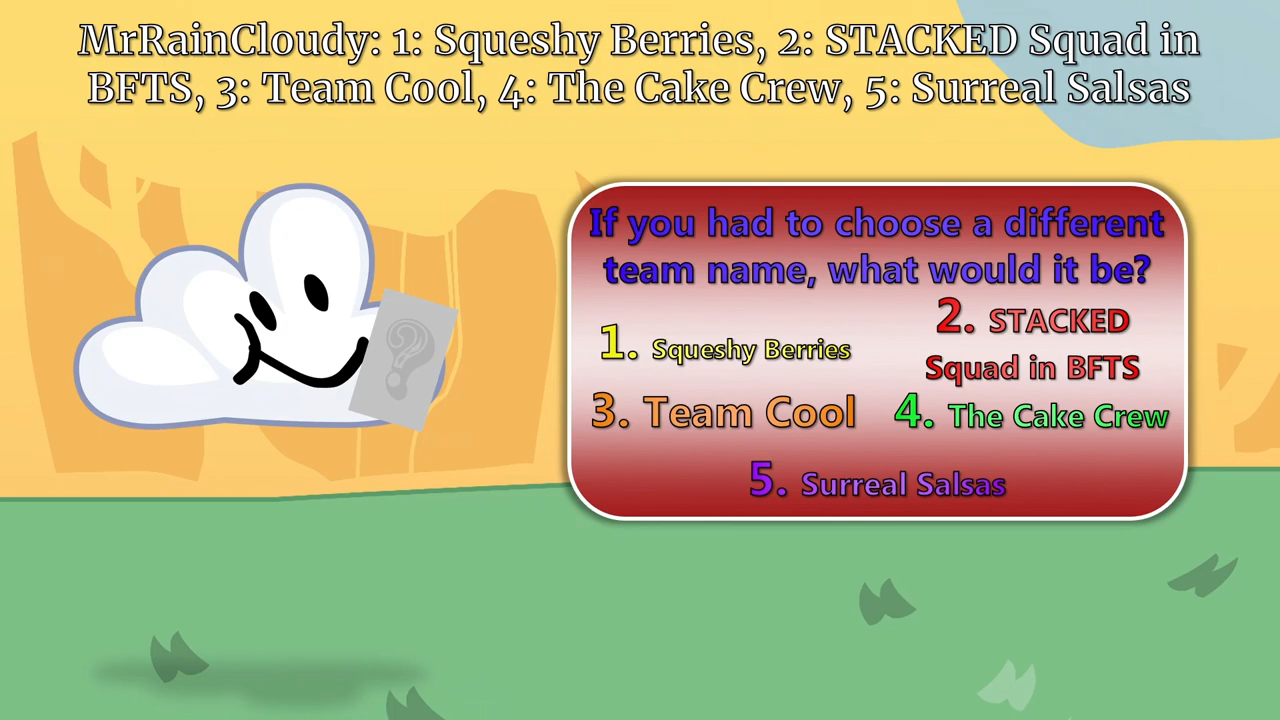 MrRainCloudy: 1: Squeshy Berries, 2: STACKED Squad in
BFTS, 3: Team Cool, 4: The Cake Crew, 5: Surreal Salsas
If you had to choose a different
team name, what would it be?
1. Squeshy Berries
2. STACKED
Squad in BFTS
3. Team Cool
4. The Cake Crew
5. Surreal Salsas
?